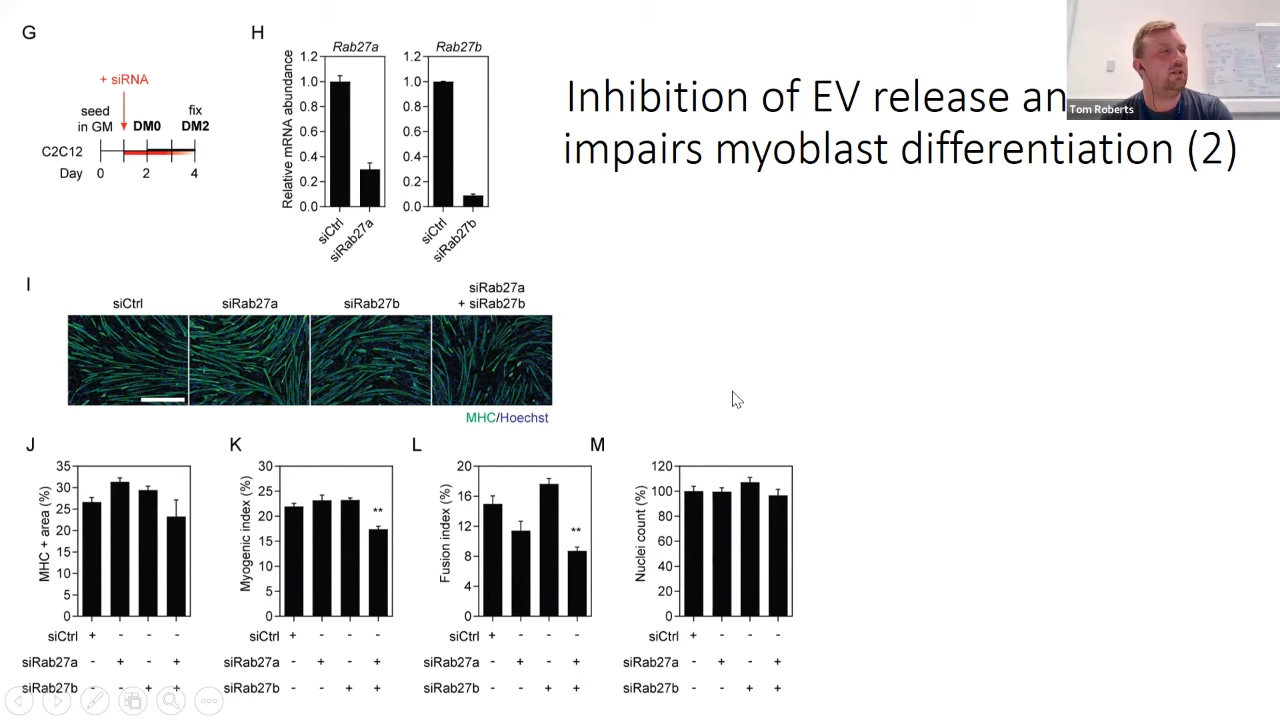 G
+ siRNA
seed
in GM
DM0
fix
DM2
C2C12
Day 0 2 4
H
Rab27a
Rab27b
Relative mRNA abundance
1.2
1.0
0.8
0.6
0.4
0.2
0.0
siCtrl
siRab27a
1.2
1.0
0.8
0.6
0.4
0.2
0.0
siCtrl
siRab27b
Inhibition of EV release an
impairs myoblast differentiation (2)
Tom Roberts
I
siCtrl
siRab27a
siRab27b
siRab27a
+ siRab27b
MHC/Hoechst
J
MHC + area (%)
35
30
25
20
15
10
5
0
siCtrl + - - -
siRab27a - + - +
siRab27b - - + +
K
Myogenic index (%)
30
25
20
15
10
5
0
**
siCtrl + - - -
siRab27a - + - +
siRab27b - - + +
L
Fusion index (%)
20
16
12
8
4
0
**
siCtrl + - - -
siRab27a - + - +
siRab27b - - + +
M
Nuclei count (%)
120
100
80
60
40
20
0
siCtrl + - - -
siRab27a - + - +
siRab27b - - + +